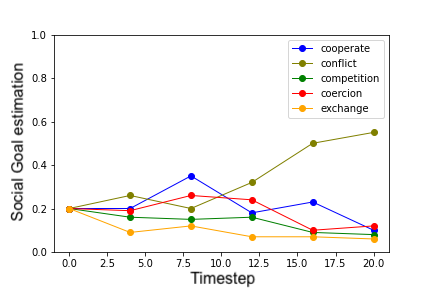 1.0
0.8
0.6
0.4
0.2
0.0
Social Goal estimation
cooperate
conflict
competition
coercion
exchange
0.0 2.5 5.0 7.5 10.0 12.5 15.0 17.5 20.0
Timestep